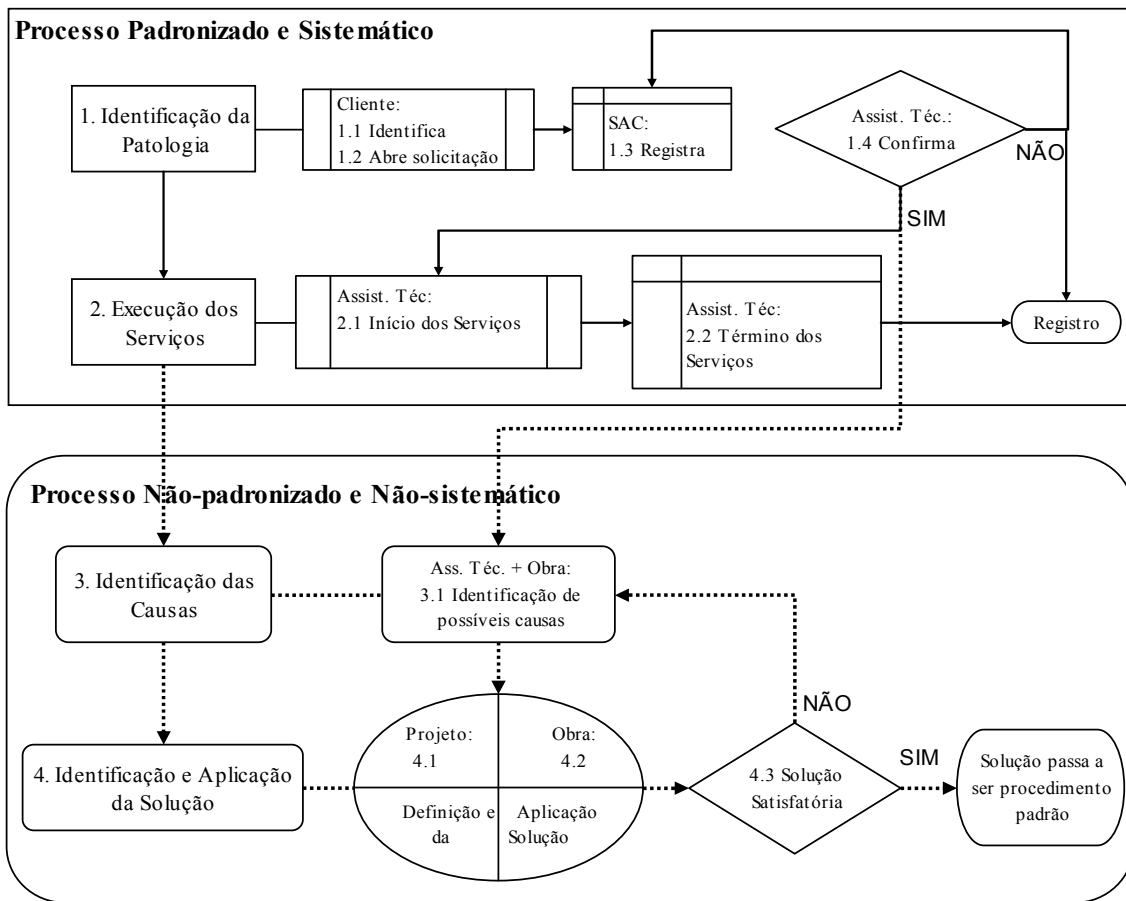 Processo Padronizado e Sistemático
1. Identificação da
Patologia
Cliente:
1.1 Identifica
1.2 Abre solicitação
SAC:
1.3 Registra
Assist. Téc.:
1.4 Confirma
NÃO
SIM
2. Execução dos
Serviços
Assist. Téc:
2.1 Início dos Serviços
Assist. Téc:
2.2 Término dos
Serviços
Registro
Processo Não-padronizado e Não-sistemático
3. Identificação das
Causas
Ass. Téc. + Obra:
3.1 Identificação de
possíveis causas
NÃO
4. Identificação e Aplicação
da Solução
Projeto:
4.1
Obra:
4.2
Definição e
da
Aplicação
Solução
4.3 Solução
Satisfatória
SIM
Solução passa a
ser procedimento
padrão